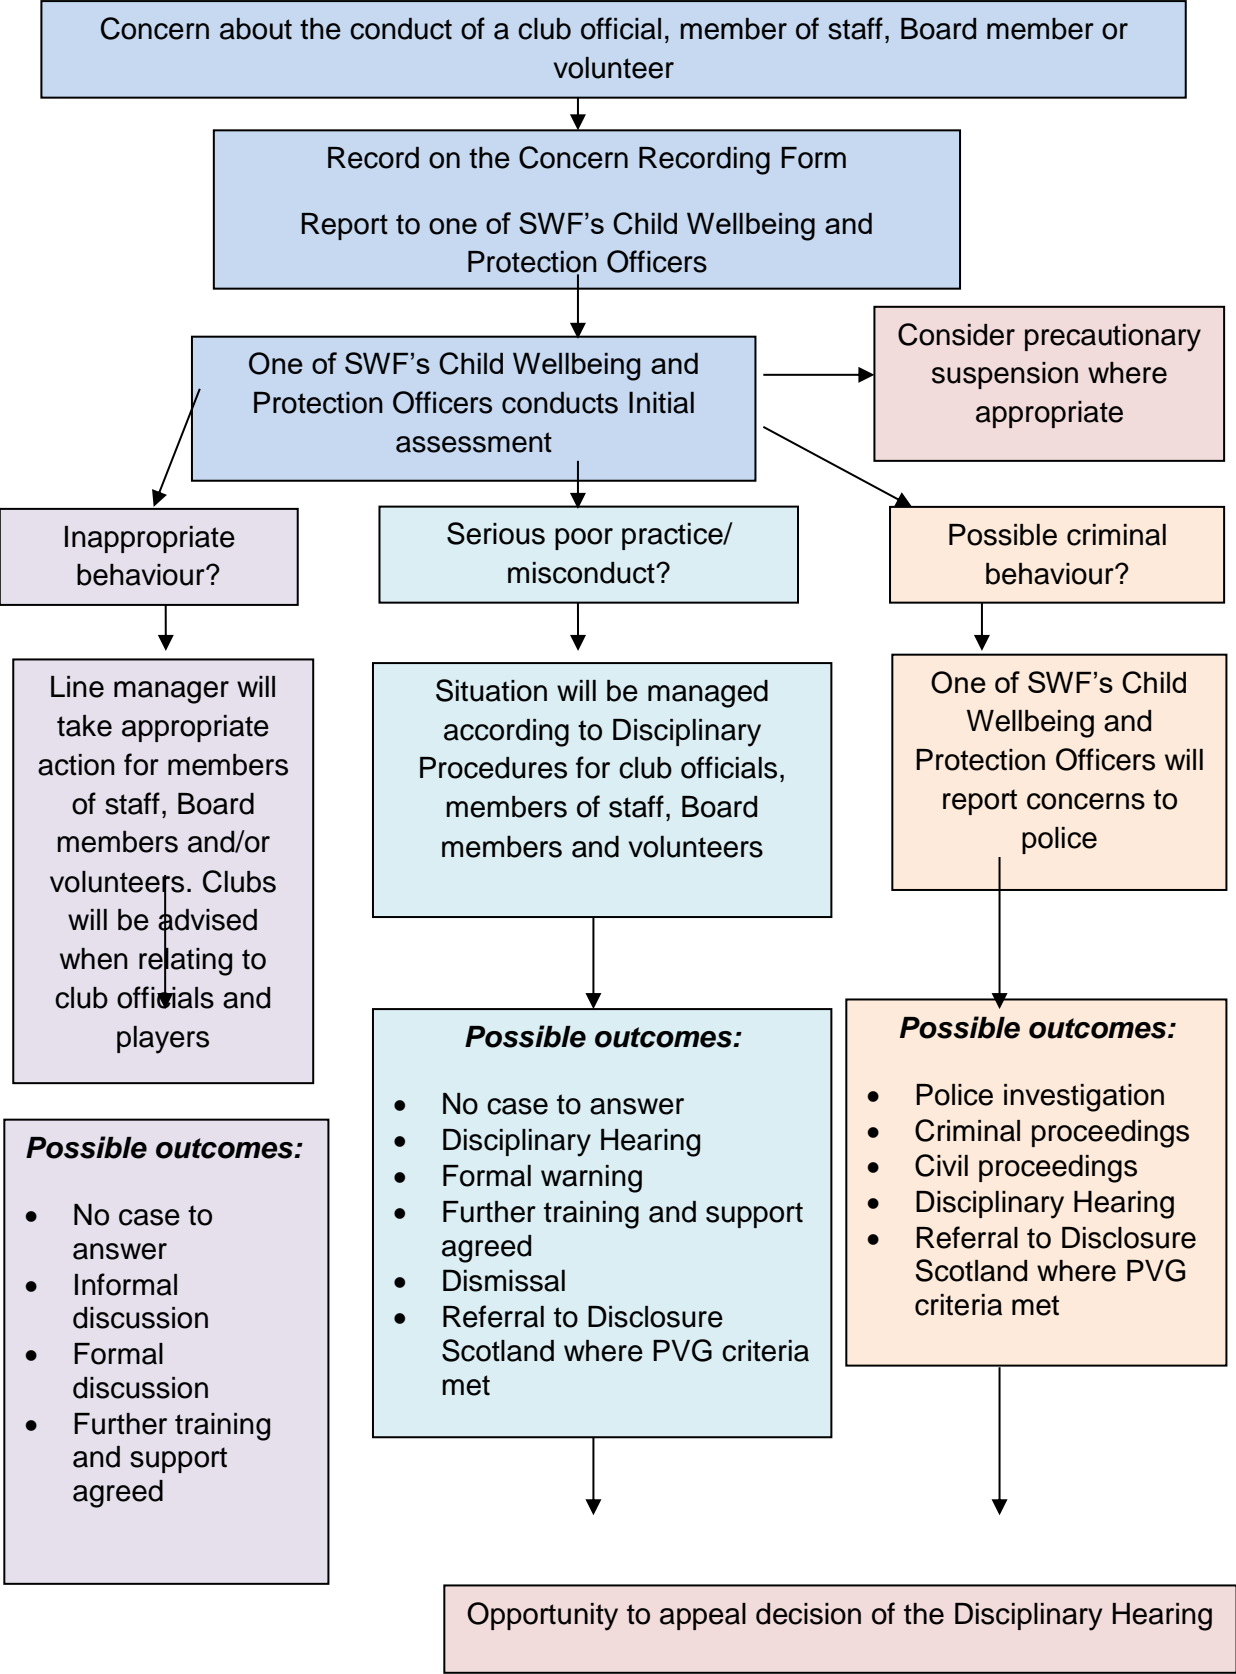 Concern about the conduct of a club official, member of staff, Board member or
volunteer
Record on the Concern Recording Form
Report to one of SWF's Child Wellbeing and
Protection Officers
One of SWF's Child Wellbeing and
Protection Officers conducts Initial
assessment
Consider precautionary
suspension where
appropriate
Inappropriate
behaviour?
Serious poor practice/
misconduct?
Possible criminal
behaviour?
Line manager will
take appropriate
action for members
of staff, Board
members and/or
volunteers. Clubs
will be advised
when relating to
club officials and
players
Situation will be managed
according to Disciplinary
Procedures for club officials,
members of staff, Board
members and volunteers
One of SWF's Child
Wellbeing and
Protection Officers will
report concerns to
police
Possible outcomes:
• No case to
answer
• Informal
discussion
• Formal
discussion
• Further training
and support
agreed
Possible outcomes:
• No case to answer
• Disciplinary Hearing
• Formal warning
• Further training and support
agreed
• Dismissal
• Referral to Disclosure
Scotland where PVG criteria
met
Possible outcomes:
• Police investigation
• Criminal proceedings
• Civil proceedings
• Disciplinary Hearing
• Referral to Disclosure
Scotland where PVG
criteria met
Opportunity to appeal decision of the Disciplinary Hearing